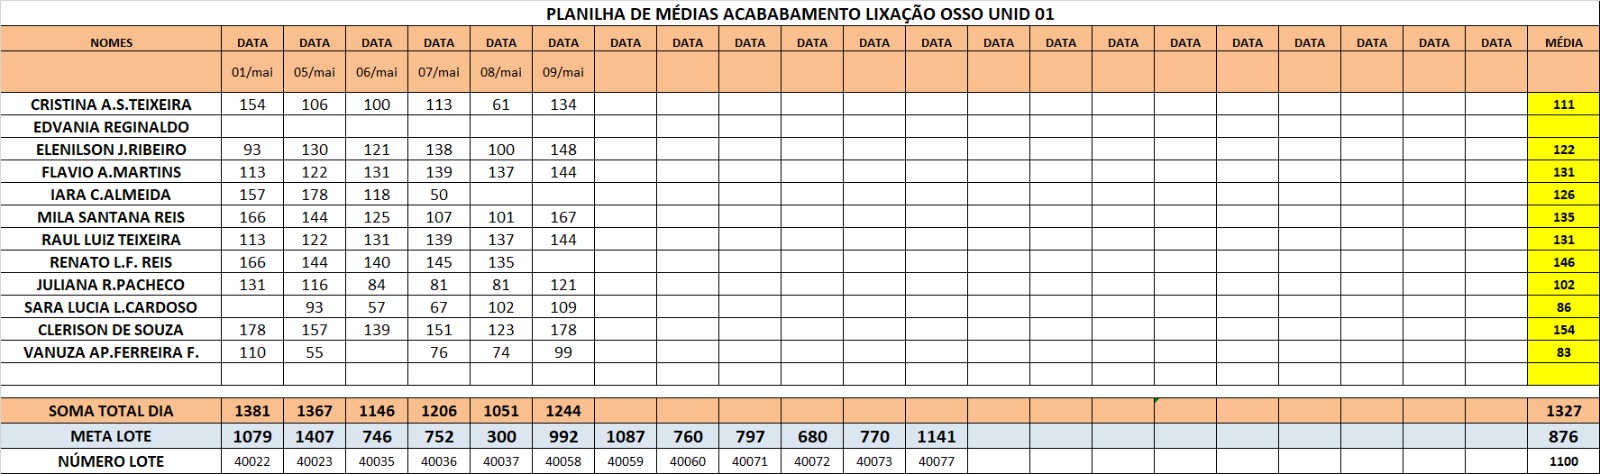 PLANILHA DE MÉDIAS ACABABAMENTO LIXAÇÃO OSSO UNID 01
NOMES DATA DATA DATA DATA DATA DATA DATA DATA DATA DATA DATA DATA DATA DATA DATA DATA DATA DATA DATA DATA DATA MÉDIA
01/mai 05/mai 06/mai 07/mai 08/mai 09/mai
CRISTINA A.S.TEIXEIRA 154 106 100 113 61 134 111
EDVANIA REGINALDO
ELENILSON J.RIBEIRO 93 130 121 138 100 148 122
FLAVIO A.MARTINS 113 122 131 139 137 144 131
IARA C.ALMEIDA 157 178 118 50 126
MILA SANTANA REIS 166 144 125 107 101 167 135
RAUL LUIZ TEIXEIRA 113 122 131 139 137 144 131
RENATO L.F. REIS 166 144 140 145 135 146
JULIANA R.PACHECO 131 116 84 81 81 121 102
SARA LUCIA L.CARDOSO 93 57 67 102 109 86
CLERISON DE SOUZA 178 157 139 151 123 178 154
VANUZA AP.FERREIRA F. 110 55 76 74 99 83
SOMA TOTAL DIA 1381 1367 1146 1206 1051 1244 1327
META LOTE 1079 1407 746 752 300 992 1087 760 797 680 770 1141 876
NÚMERO LOTE 40022 40023 40035 40036 40037 40058 40059 40060 40071 40072 40073 40077 1100